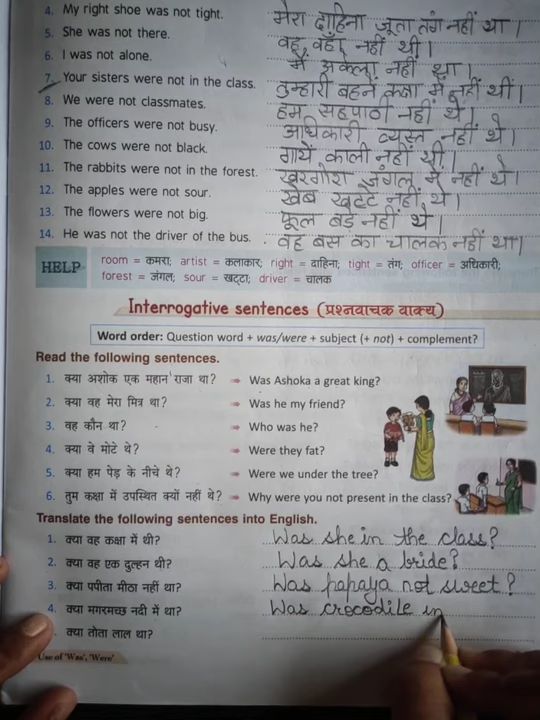 4. My right shoe was not tight. मेरा दाहिना जूता तंग नहीं था।
5. She was not there. वह वहाँ नहीं थी।
6. I was not alone. मैं अकेला नहीं था।
7. Your sisters were not in the class. तुम्हारी बहनें कक्षा में नहीं थीं।
8. We were not classmates. हम सहपाठी नहीं थे।
9. The officers were not busy. अधिकारी व्यस्त नहीं थे।
10. The cows were not black. गायें काली नहीं थीं।
11. The rabbits were not in the forest. खरगोश जंगल में नहीं थे।
12. The apples were not sour. सेब खट्टे नहीं थे।
13. The flowers were not big. फूल बड़े नहीं थे।
14. He was not the driver of the bus. वह बस का चालक नहीं था।
HELP room = कमरा; artist = कलाकार; right = दाहिना; tight = तंग; officer = अधिकारी;
forest = जंगल; sour = खट्टा; driver = चालक
Interrogative sentences (प्रश्नवाचक वाक्य)
Word order: Question word + was/were + subject (+ not) + complement?
Read the following sentences.
1. क्या अशोक एक महान राजा था? ➡ Was Ashoka a great king?
2. क्या वह मेरा मित्र था? ➡ Was he my friend?
3. वह कौन था? ➡ Who was he?
4. क्या वे मोटे थे? ➡ Were they fat?
5. क्या हम पेड़ के नीचे थे? ➡ Were we under the tree?
6. तुम कक्षा में उपस्थित क्यों नहीं थे? ➡ Why were you not present in the class?
Translate the following sentences into English.
1. क्या वह कक्षा में थी? Was she in the class?
2. क्या वह एक दुल्हन थी? Was she a bride?
3. क्या पपीता मीठा नहीं था? Was papaya not sweet?
4. क्या मगरमच्छ नदी में था? Was crocodile in
क्या तोता लाल था?
Use of 'Was', 'Were'